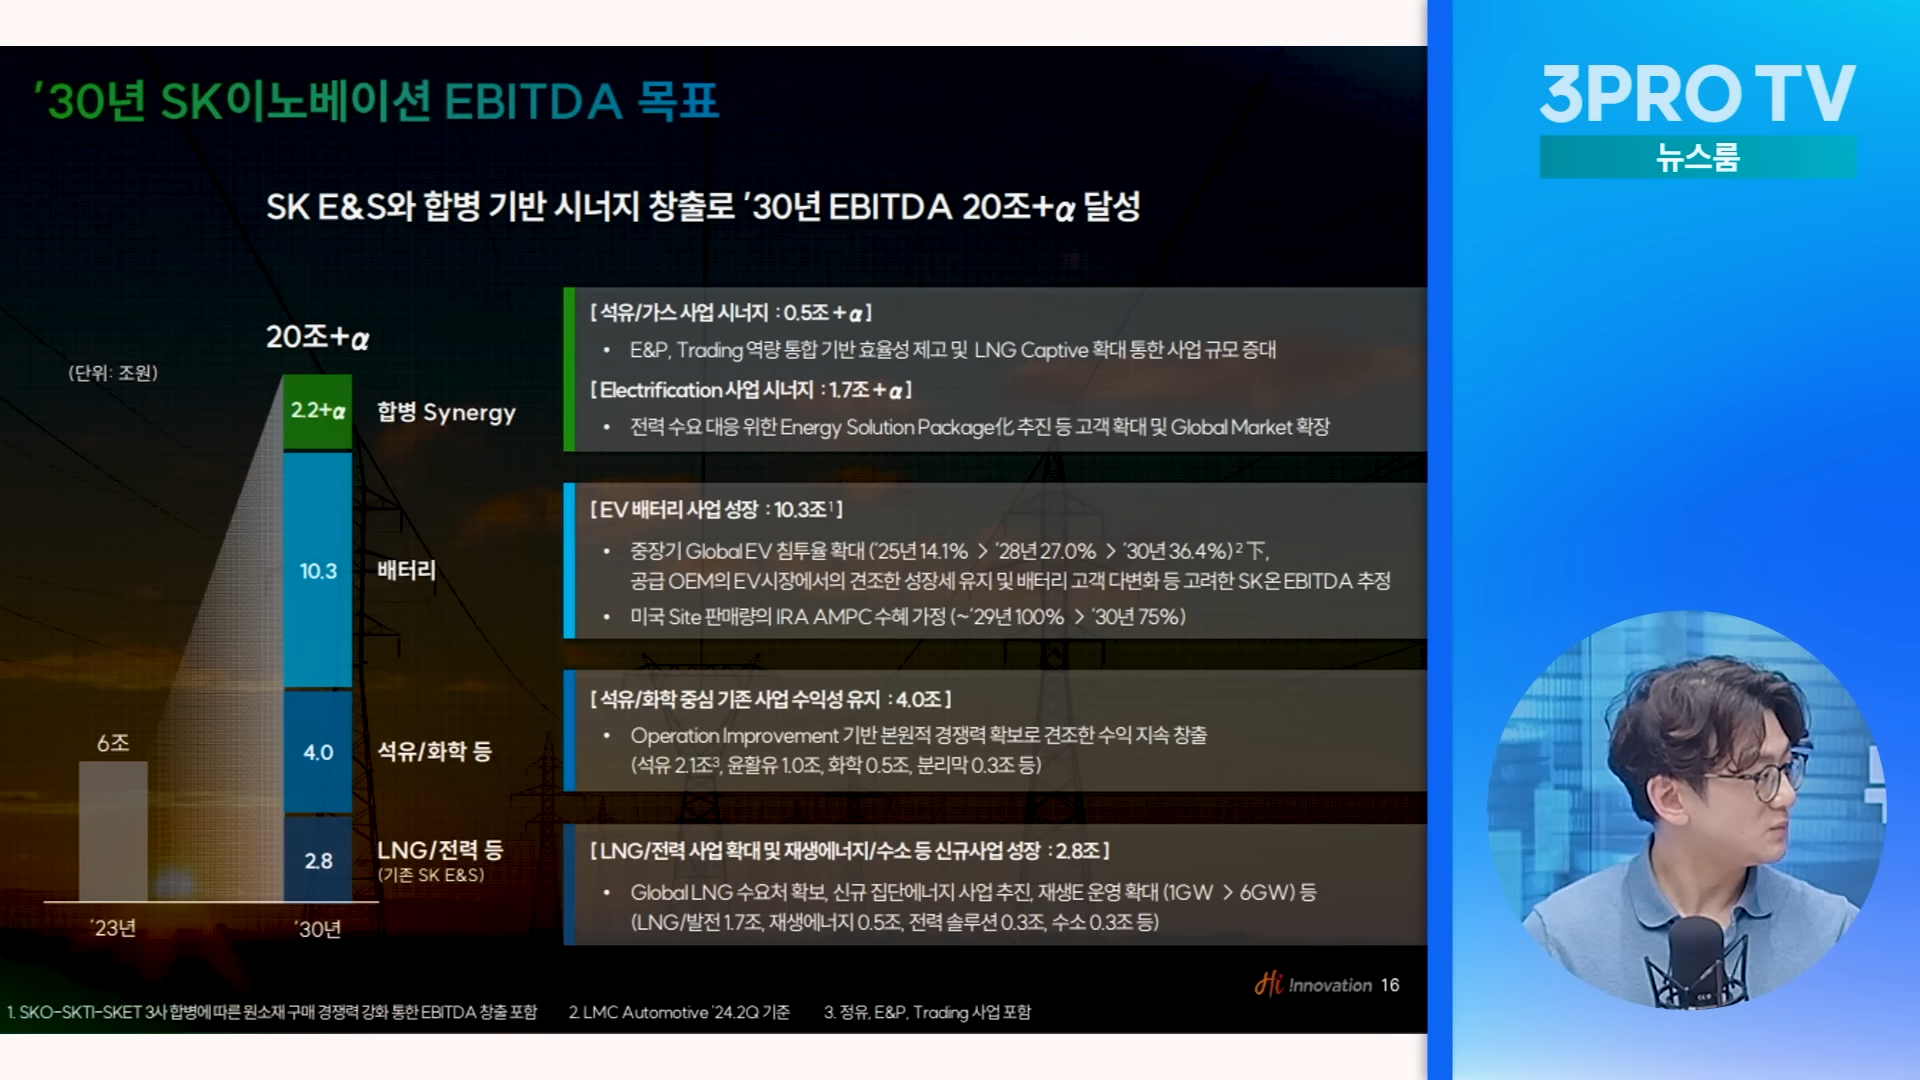 '30년 SK이노베이션 EBITDA 목표
SK E&S와 합병 기반 시너지 창출로 '30년 EBITDA 20조+α 달성
(단위: 조원)
20조+α
2.2+α
합병 Synergy
10.3
배터리
6조
4.0
석유/화학 등
2.8
LNG/전력 등
(기존 SK E&S)
'23년
'30년
[ 석유/가스 사업 시너지 : 0.5조 + α ]
• E&P, Trading 역량 통합 기반 효율성 제고 및 LNG Captive 확대 통한 사업 규모 증대
[ Electrification 사업 시너지 : 1.7조 + α ]
• 전력 수요 대응 위한 Energy Solution Package化 추진 등 고객 확대 및 Global Market 확장
[ EV 배터리 사업 성장 : 10.3조¹ ]
• 중장기 Global EV 침투율 확대 ('25년 14.1% > '28년 27.0% > '30년 36.4%)² 下,
공급 OEM의 EV시장에서의 견조한 성장세 유지 및 배터리 고객 다변화 등 고려한 SK온 EBITDA 추정
• 미국 Site 판매량의 IRA AMPC 수혜 가정 (~'29년 100% > '30년 75%)
[ 석유/화학 중심 기존 사업 수익성 유지 : 4.0조 ]
• Operation Improvement 기반 본원적 경쟁력 확보로 견조한 수익 지속 창출
(석유 2.1조³, 윤활유 1.0조, 화학 0.5조, 분리막 0.3조 등)
[ LNG/전력 사업 확대 및 재생에너지/수소 등 신규사업 성장 : 2.8조 ]
• Global LNG 수요처 확보, 신규 집단에너지 사업 추진, 재생E 운영 확대 (1GW > 6GW) 등
(LNG/발전 1.7조, 재생에너지 0.5조, 전력 솔루션 0.3조, 수소 0.3조 등)
Hi Innovation 16
1. SKO-SKTI-SKET 3사 합병에 따른 원소재 구매 경쟁력 강화 통한 EBITDA 창출 포함 2. LMC Automotive '24.2Q 기준 3. 정유, E&P, Trading 사업 포함
3PRO TV
뉴스룸